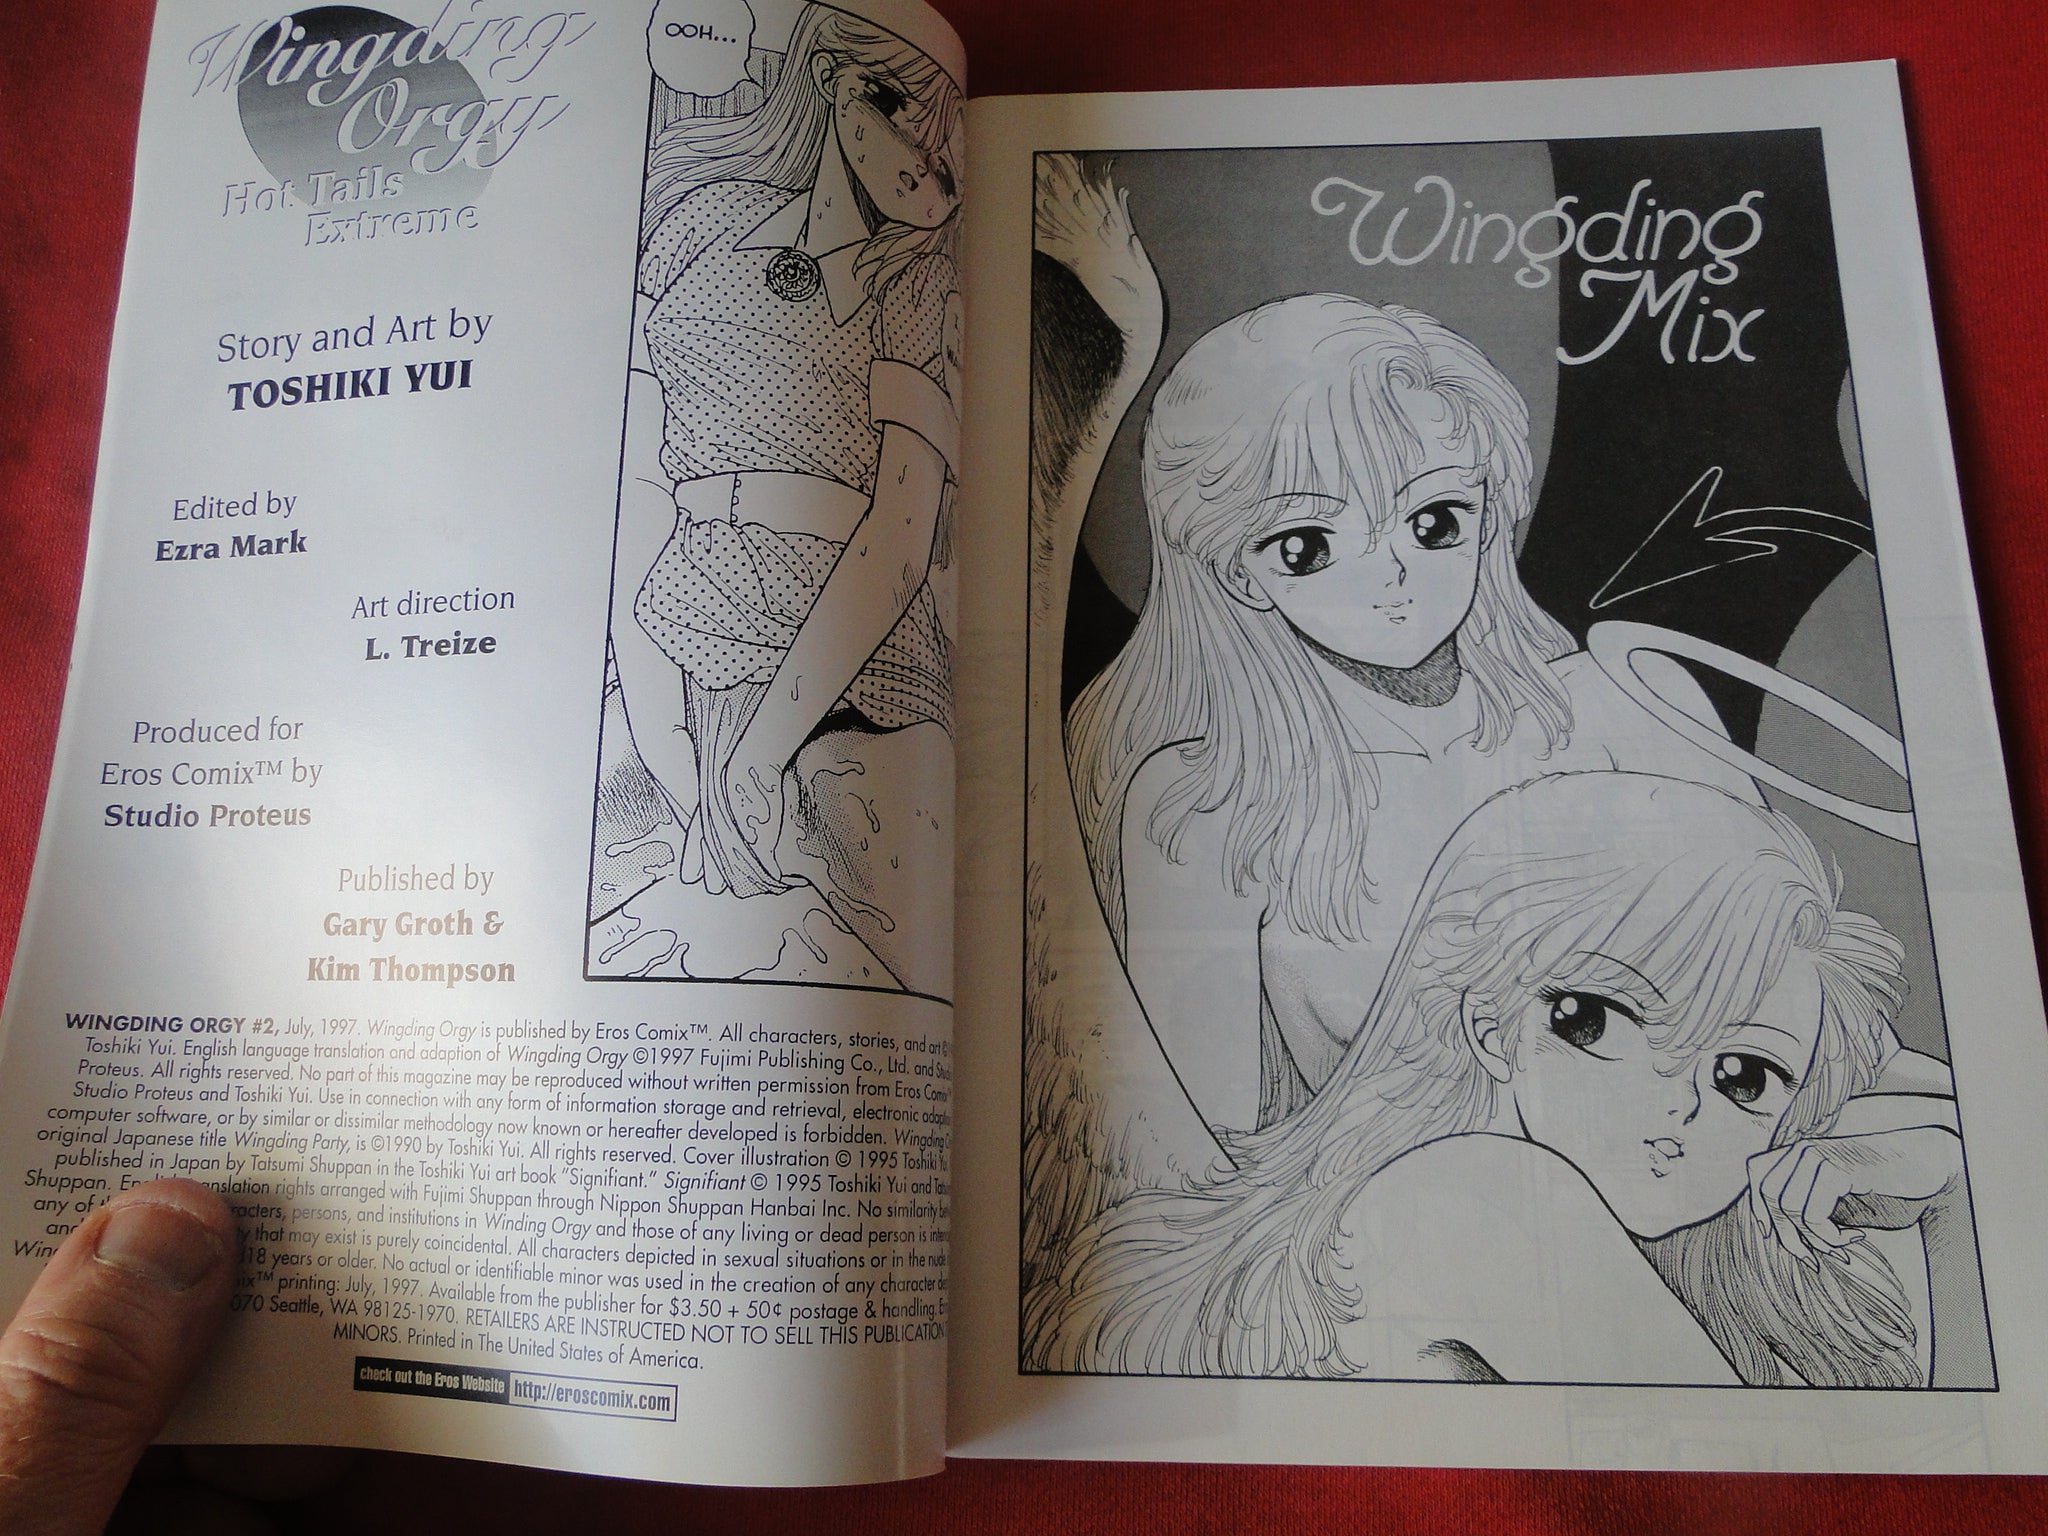 Wingding
Orgy
Hot Tails
Extreme
OOH...
Story and Art by
TOSHIKI YUI
Edited by
Ezra Mark
Art direction
L. Treize
Produced for
Eros Comix™ by
Studio Proteus
Published by
Gary Groth &
Kim Thompson
WINGDING ORGY #2, July, 1997. Wingding Orgy is published by Eros Comix™. All characters, stories, and art ©
Toshiki Yui. English language translation and adaption of Wingding Orgy ©1997 Fujimi Publishing Co., Ltd. and
Proteus. All rights reserved. No part of this magazine may be reproduced without written permission from Eros Comix
Studio Proteus and Toshiki Yui. Use in connection with any form of information storage and retrieval, electronic
computer software, or by similar or dissimilar methodology now known or hereafter developed is forbidden. Wingding
original Japanese title Wingding Party, is ©1990 by Toshiki Yui. All rights reserved. Cover illustration © 1995 Toshiki
published in Japan by Tatsumi Shuppan in the Toshiki Yui art book "Signifiant." Signifiant © 1995 Toshiki Yui and
Shuppan. English translation rights arranged with Fujimi Shuppan through Nippon Shuppan Hanbai Inc. No similarity
any of characters, persons, and institutions in Winding Orgy and those of any living or dead person is
and that may exist is purely coincidental. All characters depicted in sexual situations or in the nude
18 years or older. No actual or identifiable minor was used in the creation of any character
™ printing: July, 1997. Available from the publisher for $3.50 + 50¢ postage & handling.
070 Seattle, WA 98125-1970. RETAILERS ARE INSTRUCTED NOT TO SELL THIS PUBLICATION
MINORS. Printed in The United States of America.
check out the Eros Website http://eroscomix.com
Wingding
Mix